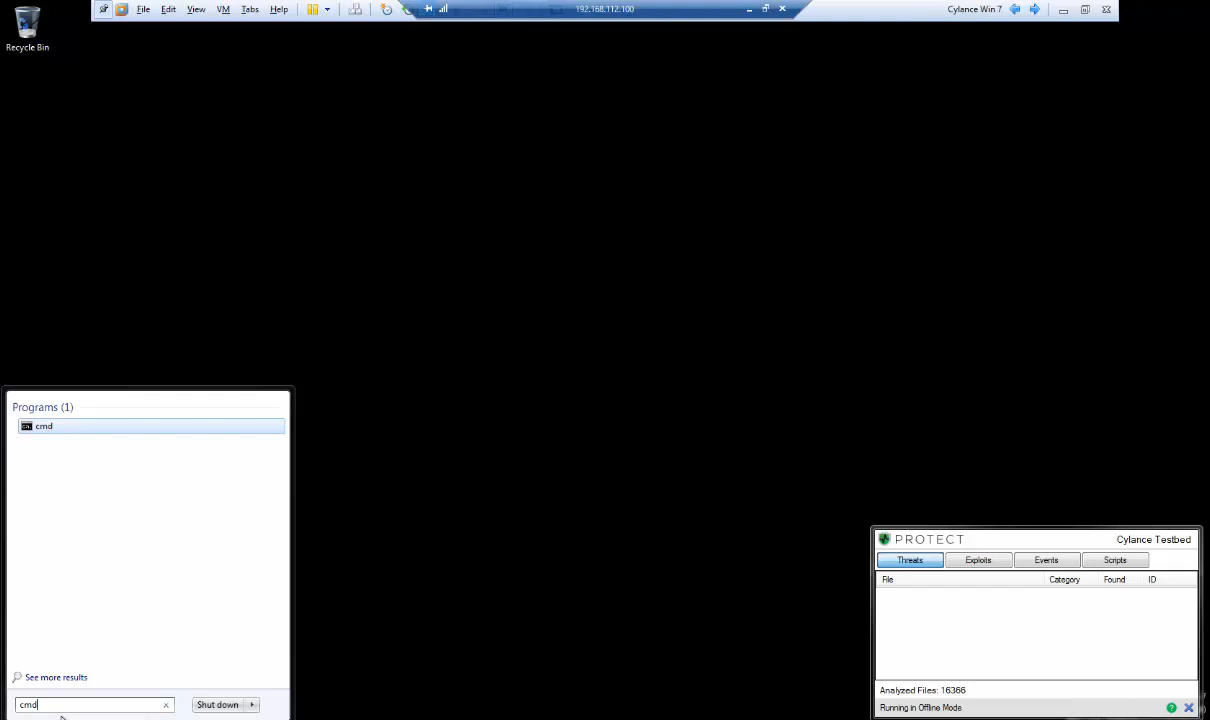 File Edit View VM Tabs Help
192.168.112.100
Cylance Win 7
Recycle Bin
Programs (1)
cmd
See more results
cmd
Shut down
PROTECT
Cylance Testbed
Threats Exploits Events Scripts
File Category Found ID
Analyzed Files: 16366
Running in Offline Mode